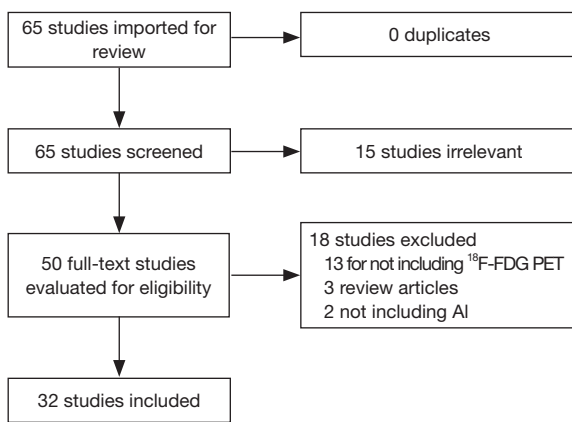 65 studies imported for
review
0 duplicates
65 studies screened
15 studies irrelevant
50 full-text studies
evaluated for eligibility
18 studies excluded
13 for not including ¹⁸F-FDG PET
3 review articles
2 not including AI
32 studies included